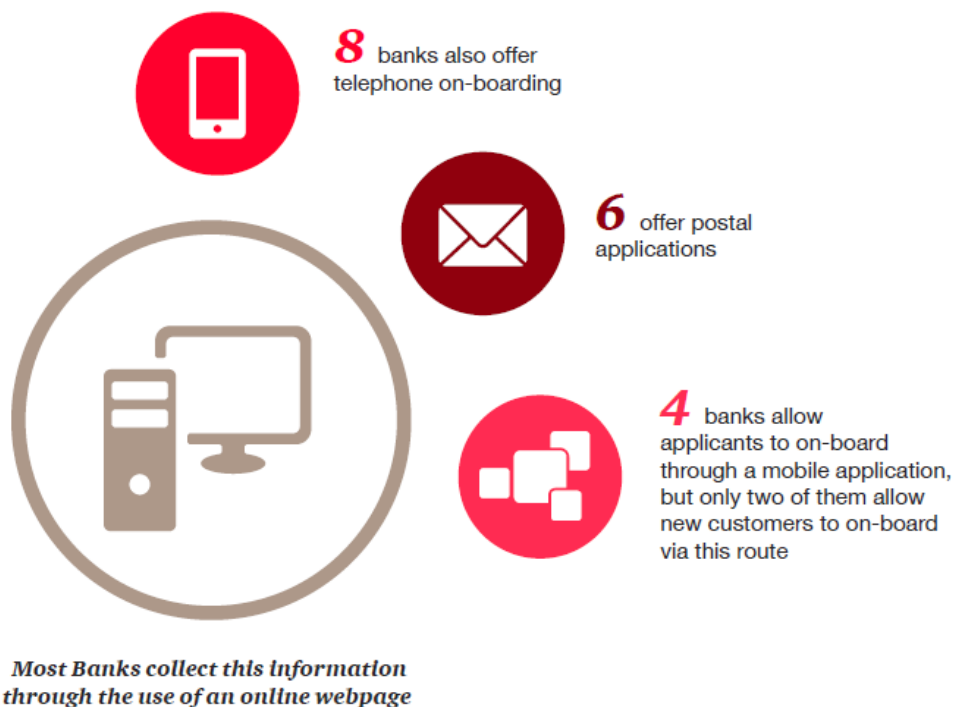 8 banks also offer
telephone on-boarding
6 offer postal
applications
4 banks allow
applicants to on-board
through a mobile application,
but only two of them allow
new customers to on-board
via this route
Most Banks collect this information
through the use of an online webpage